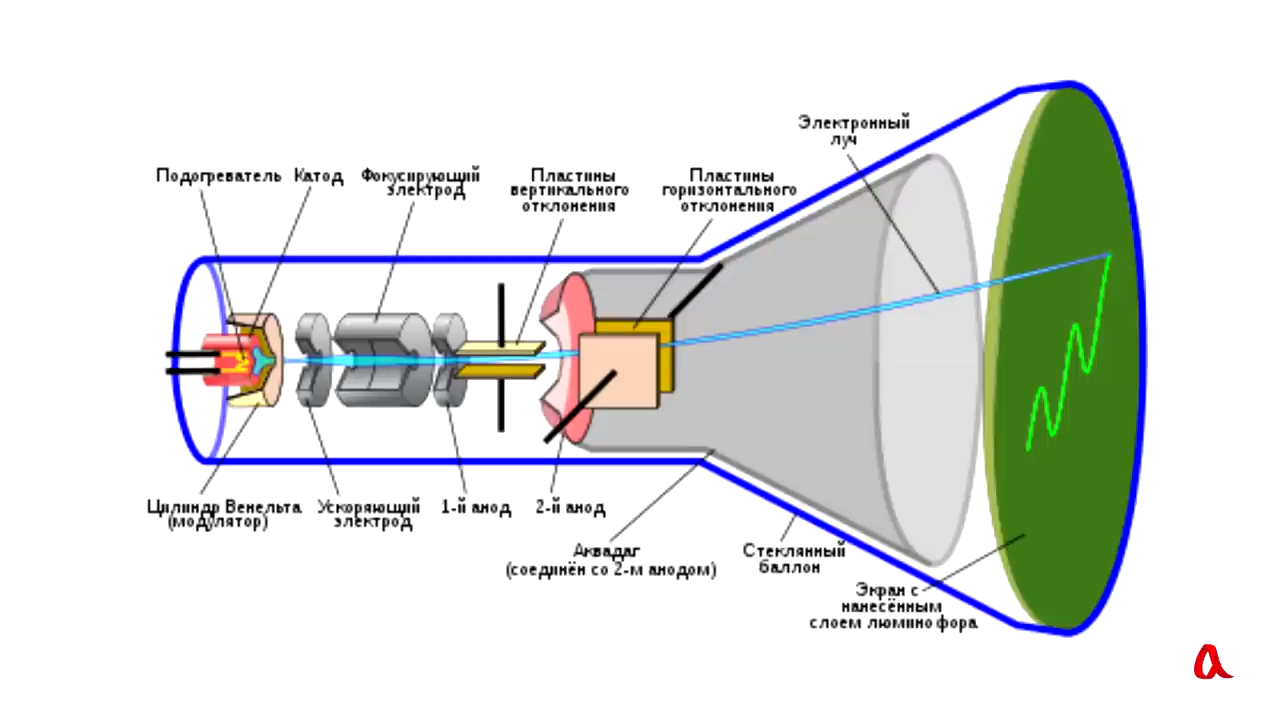 Электронный
луч
Подогреватель
Катод
Фокусирующий
электрод
Пластины
вертикального
отклонения
Пластины
горизонтального
отклонения
Цилиндр Венельта
(модулятор)
Ускоряющий
электрод
1-й анод
2-й анод
Аквадаг
(соединён со 2-м анодом)
Стеклянный
баллон
Экран с
нанесённым
слоем люминофора
a